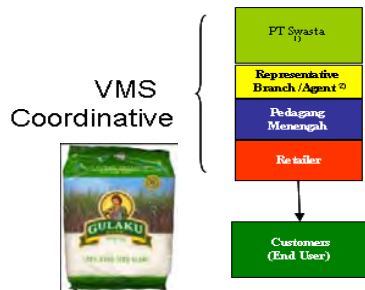 VMS
Coordinative
PT Swasta
1)
Representative
Branch /Agent 2)
Pedagang
Menengah
Retailer
Customers
(End User)
GULAKU